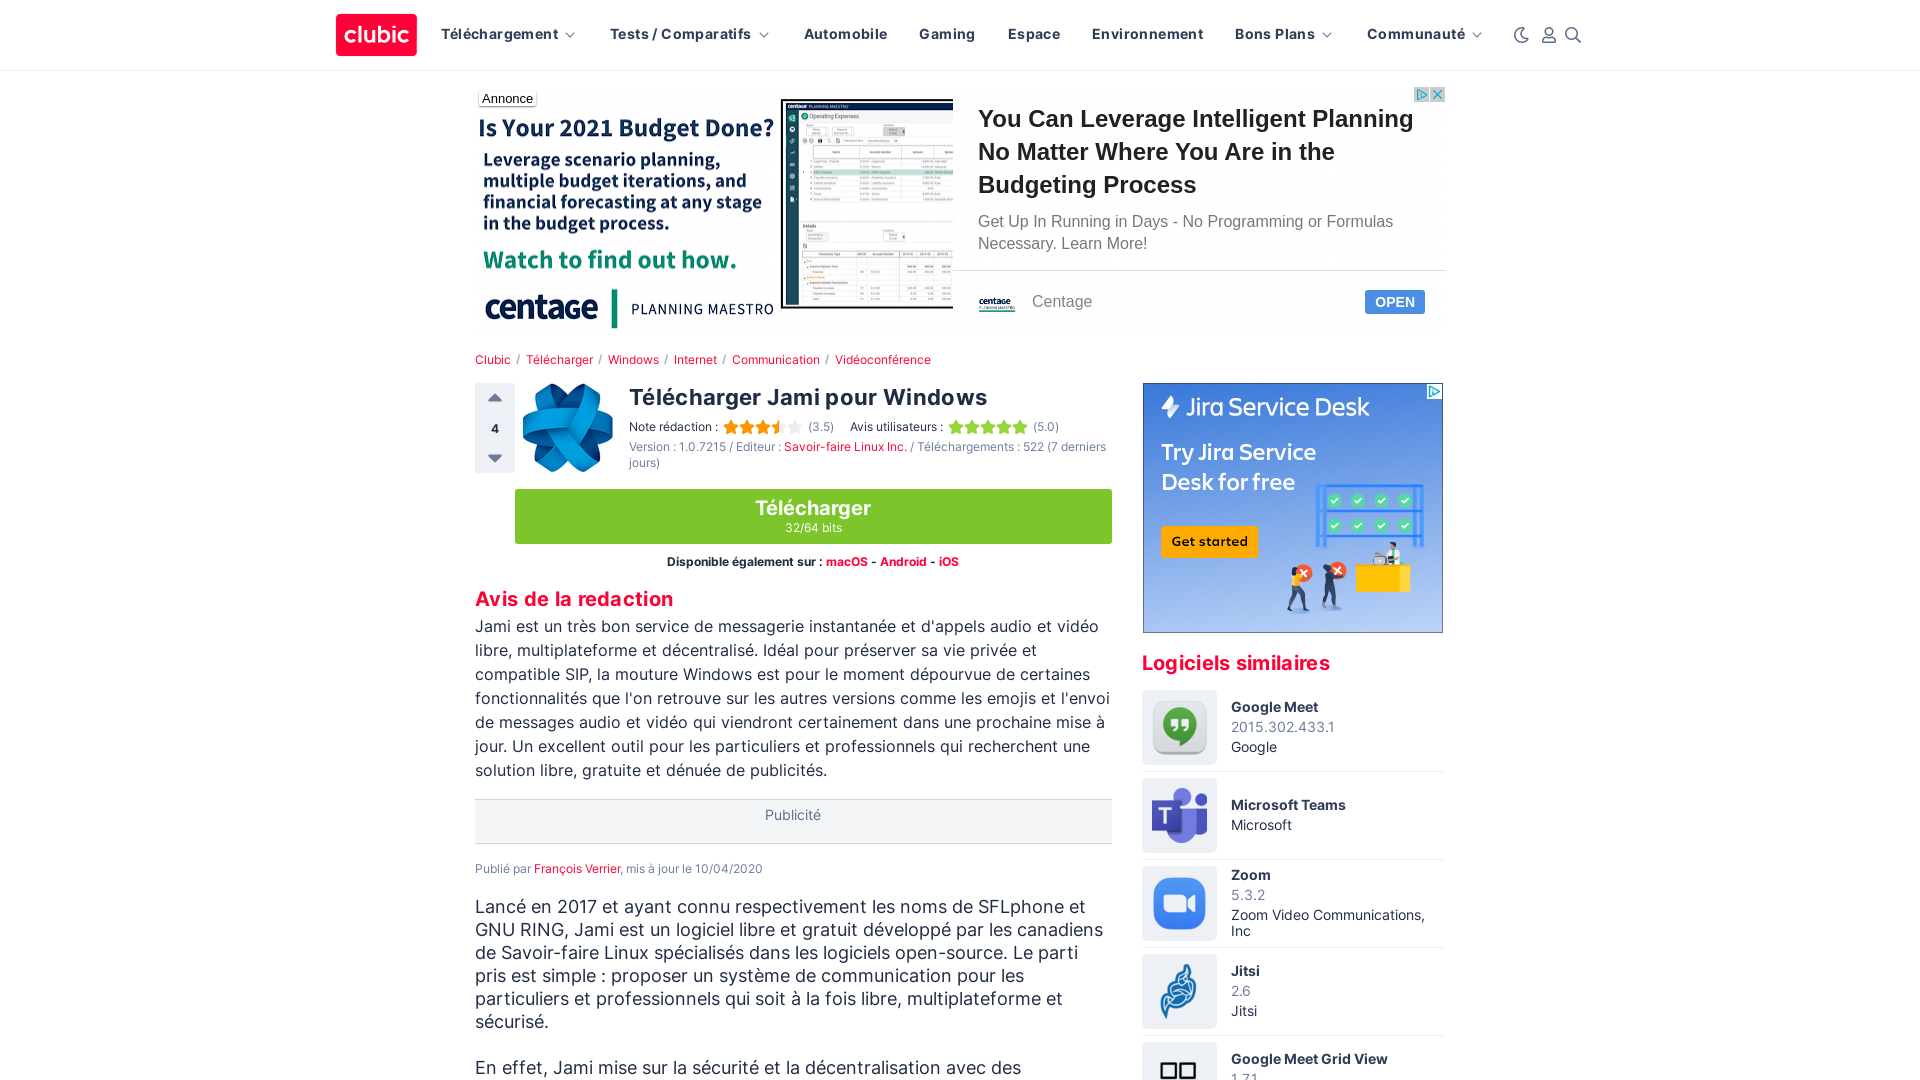 clubic
Téléchargement
Tests / Comparatifs
Automobile
Gaming
Espace
Environnement
Bons Plans
Communauté
Annonce
Is Your 2021 Budget Done?
Leverage scenario planning,
multiple budget iterations, and
financial forecasting at any stage
in the budget process.
Watch to find out how.
centage | PLANNING MAESTRO
Operating Expenses
You Can Leverage Intelligent Planning
No Matter Where You Are in the
Budgeting Process
Get Up In Running in Days - No Programming or Formulas
Necessary. Learn More!
centage
Centage
OPEN
Clubic / Télécharger / Windows / Internet / Communication / Vidéoconférence
4
Télécharger Jami pour Windows
Note rédaction : (3.5) Avis utilisateurs : (5.0)
Version : 1.0.7215 / Editeur : Savoir-faire Linux Inc. / Téléchargements : 522 (7 derniers
jours)
Télécharger
32/64 bits
Disponible également sur : macOS - Android - iOS
Avis de la redaction
Jami est un très bon service de messagerie instantanée et d'appels audio et vidéo
libre, multiplateforme et décentralisé. Idéal pour préserver sa vie privée et
compatible SIP, la mouture Windows est pour le moment dépourvue de certaines
fonctionnalités que l'on retrouve sur les autres versions comme les emojis et l'envoi
de messages audio et vidéo qui viendront certainement dans une prochaine mise à
jour. Un excellent outil pour les particuliers et professionnels qui recherchent une
solution libre, gratuite et dénuée de publicités.
Publicité
Publié par François Verrier, mis à jour le 10/04/2020
Lancé en 2017 et ayant connu respectivement les noms de SFLphone et
GNU RING, Jami est un logiciel libre et gratuit développé par les canadiens
de Savoir-faire Linux spécialisés dans les logiciels open-source. Le parti
pris est simple : proposer un système de communication pour les
particuliers et professionnels qui soit à la fois libre, multiplateforme et
sécurisé.
En effet, Jami mise sur la sécurité et la décentralisation avec des
Jira Service Desk
Try Jira Service
Desk for free
Get started
Logiciels similaires
Google Meet
2015.302.433.1
Google
Microsoft Teams
Microsoft
Zoom
5.3.2
Zoom Video Communications,
Inc
Jitsi
2.6
Jitsi
Google Meet Grid View
1.71